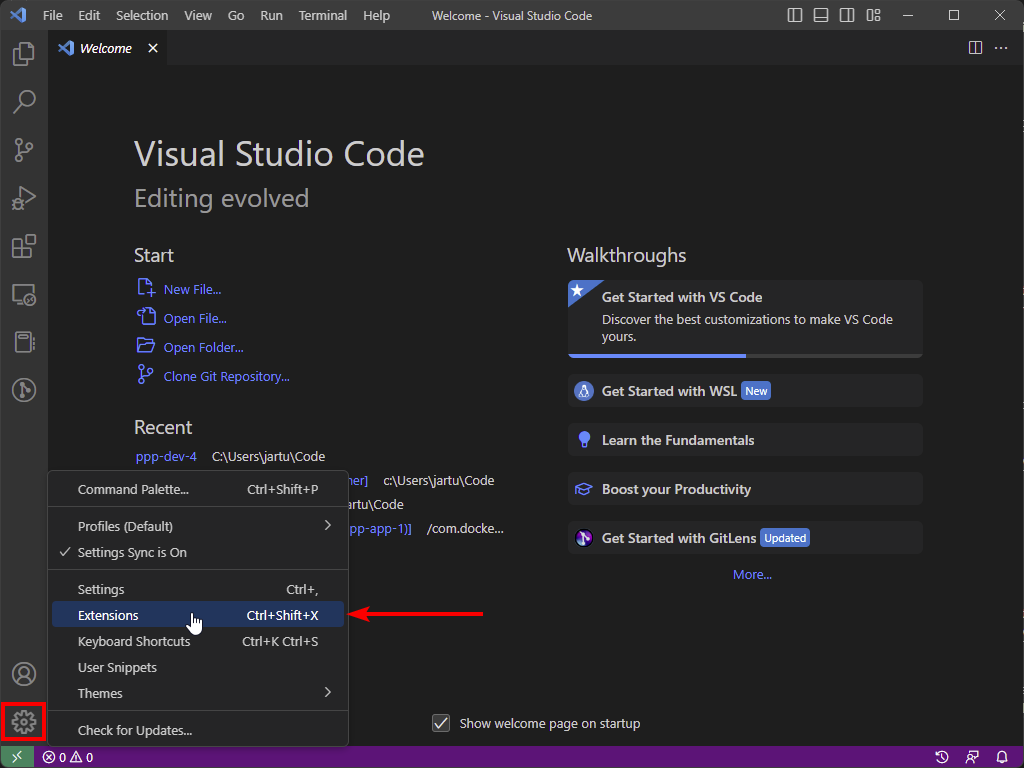 File Edit Selection View Go Run Terminal Help Welcome - Visual Studio Code
Welcome
Visual Studio Code
Editing evolved
Start
New File...
Open File...
Open Folder...
Clone Git Repository...
Recent
ppp-dev-4 C:\Users\jartu\Code
ner] c:\Users\jartu\Code
artu\Code
pp-app-1)] /com.docke...
Walkthroughs
Get Started with VS Code
Discover the best customizations to make VS Code
yours.
Get Started with WSL New
Learn the Fundamentals
Boost your Productivity
Get Started with GitLens Updated
More...
Command Palette... Ctrl+Shift+P
Profiles (Default)
Settings Sync is On
Settings Ctrl+,
Extensions Ctrl+Shift+X
Keyboard Shortcuts Ctrl+K Ctrl+S
User Snippets
Themes
Check for Updates...
Show welcome page on startup
0 0